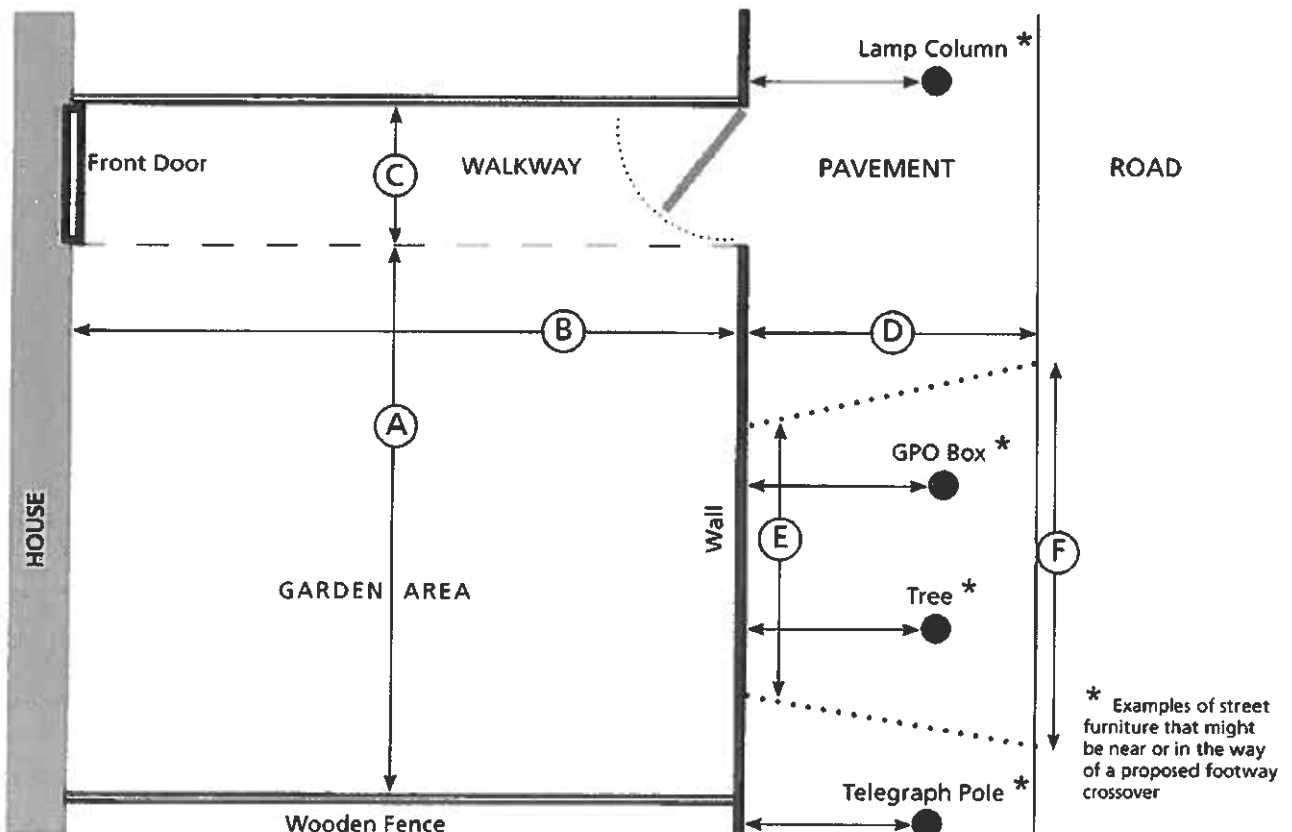 Lamp Column *
Front Door
C
WALKWAY
PAVEMENT
ROAD
B
D
A
GPO Box *
HOUSE
Wall
E
F
GARDEN AREA
Tree *
* Examples of street
furniture that might
be near or in the way
of a proposed footway
crossover
Telegraph Pole *
Wooden Fence